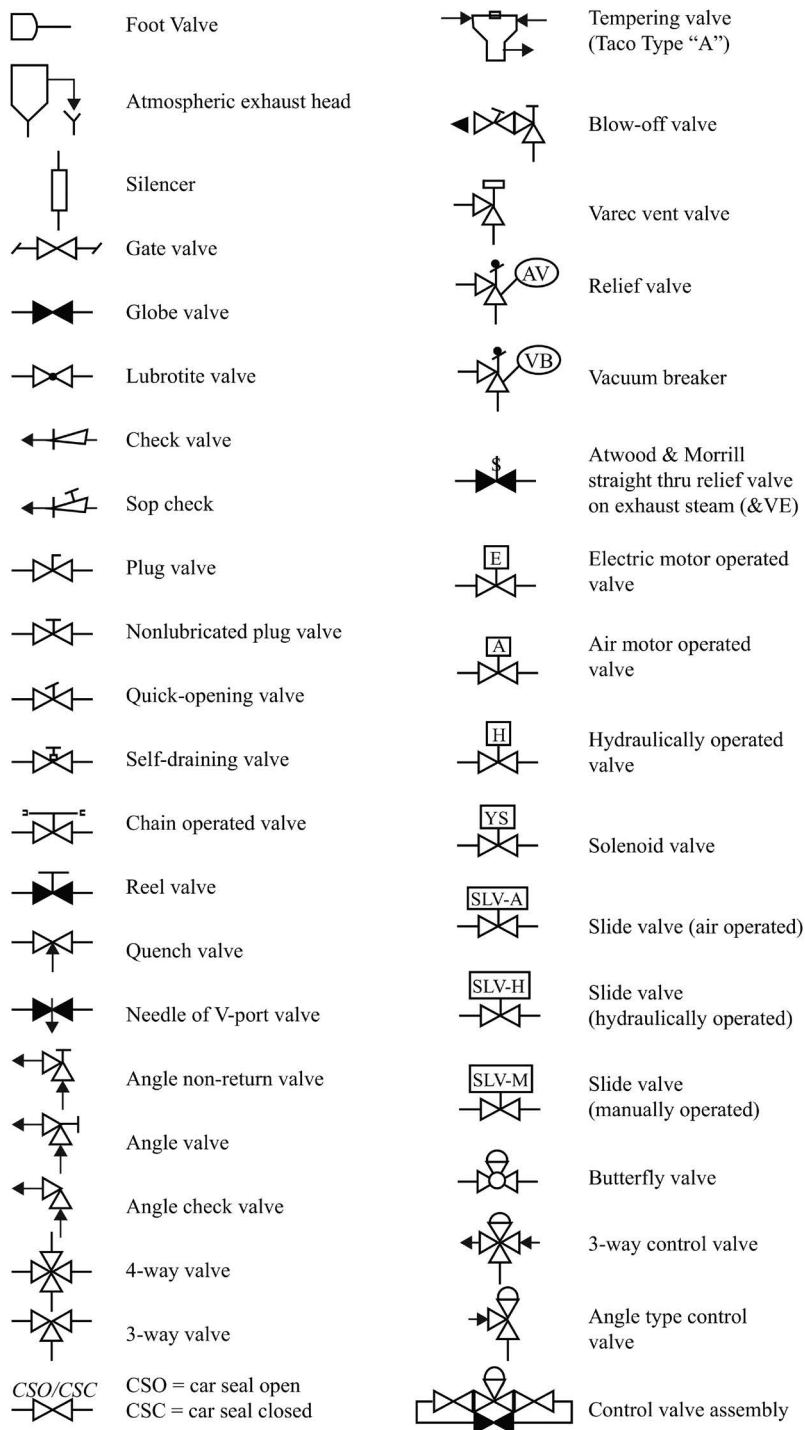 Foot Valve
Atmospheric exhaust head
Silencer
Gate valve
Globe valve
Lubrotite valve
Check valve
Sop check
Plug valve
Nonlubricated plug valve
Quick-opening valve
Self-draining valve
Chain operated valve
Reel valve
Quench valve
Needle of V-port valve
Angle non-return valve
Angle valve
Angle check valve
4-way valve
3-way valve
CSO/CSC
CSO = car seal open
CSC = car seal closed
Tempering valve
(Taco Type “A”)
Blow-off valve
Varec vent valve
AV
Relief valve
VB
Vacuum breaker
S
Atwood & Morrill
straight thru relief valve
on exhaust steam (&VE)
E
Electric motor operated
valve
A
Air motor operated
valve
H
Hydraulically operated
valve
YS
Solenoid valve
SLV-A
Slide valve (air operated)
SLV-H
Slide valve
(hydraulically operated)
SLV-M
Slide valve
(manually operated)
Butterfly valve
3-way control valve
Angle type control
valve
Control valve assembly